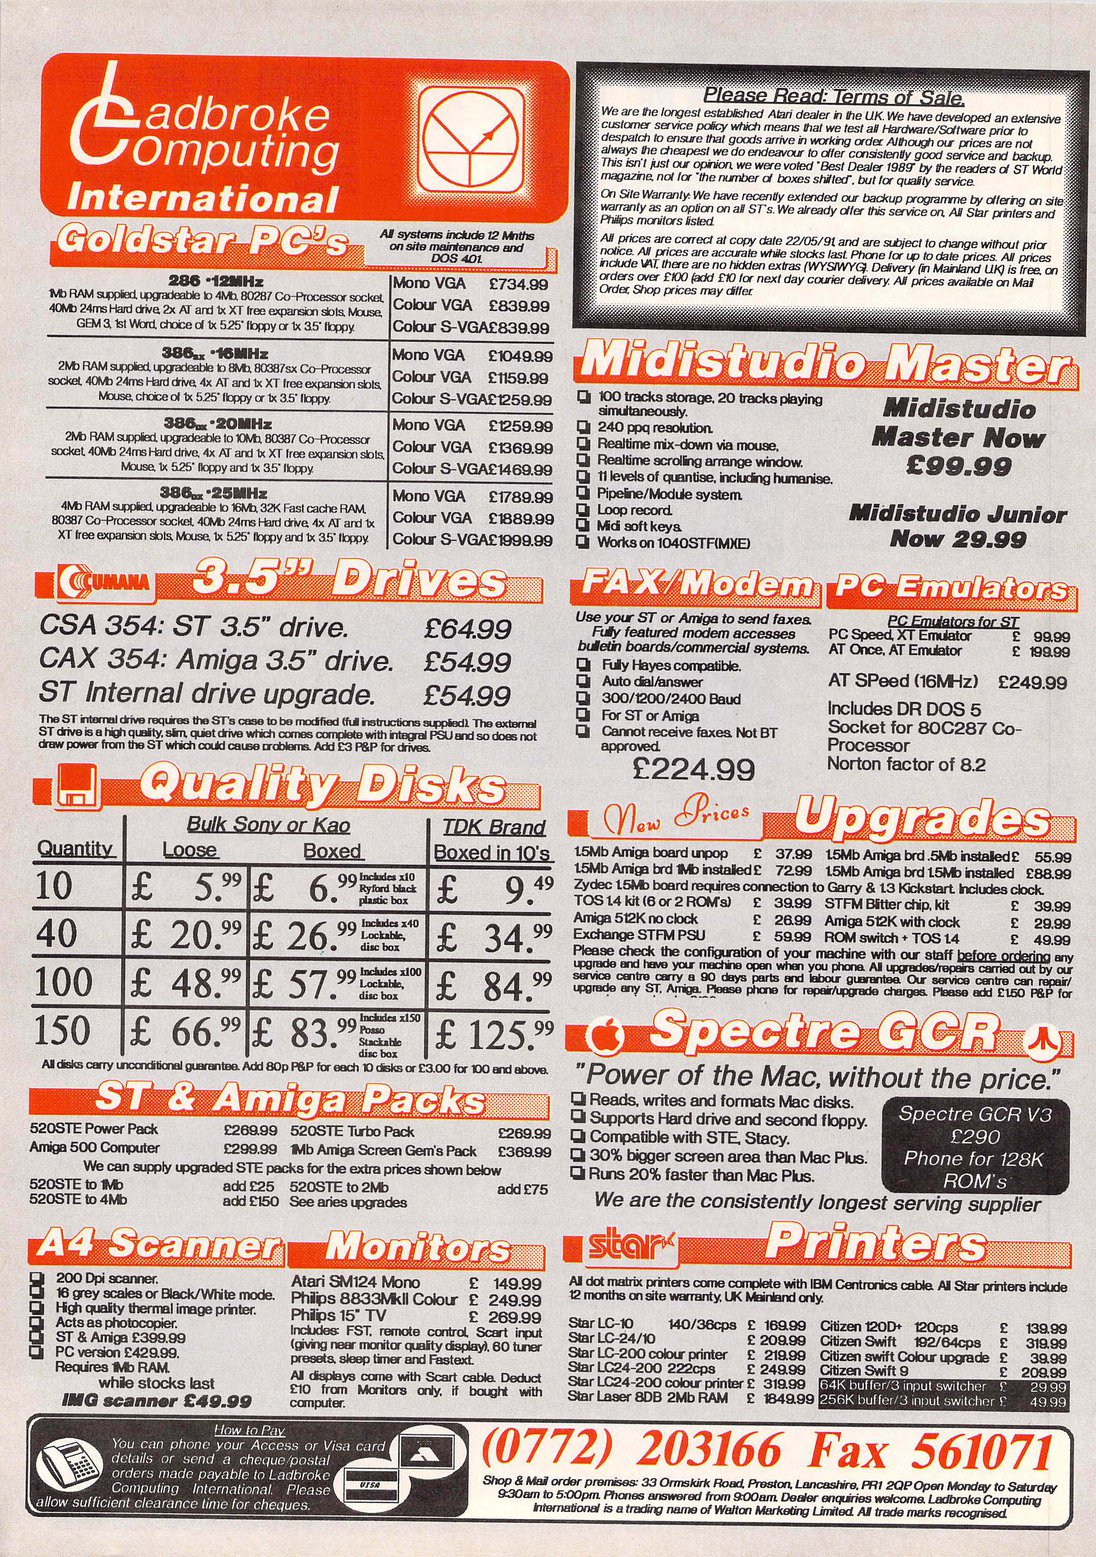 Ladbroke
Computing
International
Please Read: Terms of Sale.
We are the longest established Atari dealer in the U.K. We have developed an extensive
customer service policy which means that we test all Hardware/Software prior to
despatch to ensure that goods arrive in working order. Although our prices are not
always the cheapest we do endeavour to offer consistently good service and backup.
This isn't just our opinion, we were voted "Best Dealer 1989" by the readers of ST World
magazine, not for "the number of boxes shifted", but for quality service.
On Site Warranty: We have recently extended our backup programme by offering on site
warranty as an option on all ST's. We already offer this service on, All Star printers and
Philips monitors listed.
All prices are correct at copy date 22/05/91, and are subject to change without prior
notice. All prices are accurate while stocks last. Phone for up to date prices. All prices
include VAT, there are no hidden extras (WYSIWYG). Delivery (in Mainland U.K) is free, on
orders over £100 (add £10 for next day courier delivery. All prices available on Mail
Order, Shop prices may differ.
Goldstar PC's
All systems include 12 Mnths
on site maintenance and
DOS 4.01.
286 •12MHz
1Mb RAM supplied, upgradeable to 4Mb, 80287 Co-Processor socket,
40Mb 24ms Hard drive, 2x AT and 1x XT free expansion slots, Mouse,
GEM 3, 1st Word, choice of 1x 5.25" floppy or 1x 3.5" floppy.
Mono VGA £734.99
Colour VGA £839.99
Colour S-VGA£839.99
386sx •16MHz
2Mb RAM supplied, upgradeable to 8Mb, 80387sx Co-Processor
socket, 40Mb 24ms Hard drive, 4x AT and 1x XT free expansion slots,
Mouse, choice of 1x 5.25" floppy or 1x 3.5" floppy.
Mono VGA £1049.99
Colour VGA £1159.99
Colour S-VGA£1259.99
386DX •20MHz
2Mb RAM supplied, upgradeable to 10Mb, 80387 Co-Processor
socket, 40Mb 24ms Hard drive, 4x AT and 1x XT free expansion slots,
Mouse, 1x 5.25" floppy and 1x 3.5" floppy.
Mono VGA £1259.99
Colour VGA £1369.99
Colour S-VGA£1469.99
386DX •25MHz
4Mb RAM supplied, upgradeable to 16Mb, 32K Fast cache RAM,
80387 Co-Processor socket, 40Mb 24ms Hard drive, 4x AT and 1x
XT free expansion slots, Mouse, 1x 5.25" floppy and 1x 3.5" floppy.
Mono VGA £1789.99
Colour VGA £1889.99
Colour S-VGA£1999.99
Midistudio Master
100 tracks storage, 20 tracks playing
simultaneously.
240 ppq resolution.
Realtime mix-down via mouse,
Realtime scrolling arrange window.
11 levels of quantise, including humanise.
Pipeline/Module system.
Loop record.
Midi soft keys.
Works on 1040STF(M)(E)
Midistudio
Master Now
£99.99
Midistudio Junior
Now 29.99
CUMANA 3.5" Drives
CSA 354: ST 3.5" drive. £64.99
CAX 354: Amiga 3.5" drive. £54.99
ST Internal drive upgrade. £54.99
The ST internal drive requires the ST's case to be modified (full instructions supplied). The external
ST drive is a high quality, slim, quiet drive which comes complete with integral PSU and so does not
draw power from the ST which could cause problems. Add £3 P&P for drives.
FAX/Modem
Use your ST or Amiga to send faxes.
Fully featured modem accesses
bulletin boards/commercial systems.
Fully Hayes compatible.
Auto dial/answer
300/1200/2400 Baud
For ST or Amiga
Cannot receive faxes. Not BT
approved.
£224.99
PC Emulators
PC Emulators for ST
PC Speed, XT Emulator £ 99.99
AT Once, AT Emulator £ 199.99
AT SPeed (16MHz) £249.99
Includes DR DOS 5
Socket for 80C287 Co-
Processor
Norton factor of 8.2
Quality Disks
Bulk Sony or Kao TDK Brand
Quantity Loose Boxed Boxed in 10's
10 £ 5.99 £ 6.99 Includes x10 Ryford black plastic box £ 9.49
40 £ 20.99 £ 26.99 Includes x40 Lockable, disc box £ 34.99
100 £ 48.99 £ 57.99 Includes x100 Lockable, disc box £ 84.99
150 £ 66.99 £ 83.99 Includes x150 Posso Stackable disc box £ 125.99
All disks carry unconditional guarantee. Add 80p P&P for each 10 disks or £3.00 for 100 and above.
New Prices Upgrades
1.5Mb Amiga board unpop £ 37.99 1.5Mb Amiga brd .5Mb installed £ 55.99
1.5Mb Amiga brd 1Mb installed £ 72.99 1.5Mb Amiga brd 1.5Mb installed £88.99
Zydec 1.5Mb board requires connection to Garry & 1.3 Kickstart. Includes clock.
TOS 1.4 kit (6 or 2 ROM's) £ 39.99 STFM Blitter chip, kit £ 39.99
Amiga 512K no clock £ 26.99 Amiga 512K with clock £ 29.99
Exchange STFM PSU £ 59.99 ROM switch + TOS 1.4 £ 49.99
Please check the configuration of your machine with our staff before ordering any
upgrade and have your machine open when you phone. All upgrades/repairs carried out by our
service centre carry a 90 days parts and labour guarantee. Our service centre can repair/
upgrade any ST, Amiga. Please phone for repair/upgrade charges. Please add £1.50 P&P for
Spectre GCR
"Power of the Mac, without the price."
Reads, writes and formats Mac disks.
Supports Hard drive and second floppy.
Compatible with STE, Stacy.
30% bigger screen area than Mac Plus.
Runs 20% faster than Mac Plus.
Spectre GCR V3
£290
Phone for 128K
ROM's
We are the consistently longest serving supplier
ST & Amiga Packs
520STE Power Pack £269.99 520STE Turbo Pack £269.99
Amiga 500 Computer £299.99 1Mb Amiga Screen Gem's Pack £369.99
We can supply upgraded STE packs for the extra prices shown below
520STE to 1Mb add £25 520STE to 2Mb add £75
520STE to 4Mb add £150 See aries upgrades
A4 Scanner
200 Dpi scanner.
16 grey scales or Black/White mode.
High quality thermal image printer.
Acts as photocopier.
ST & Amiga £399.99
PC version £429.99.
Requires 1Mb RAM.
while stocks last
IMG scanner £49.99
Monitors
Atari SM124 Mono £ 149.99
Philips 8833MkII Colour £ 249.99
Philips 15" TV £ 269.99
Includes: FST, remote control, Scart input
(giving near monitor quality display), 60 tuner
presets, sleep timer and Fastext.
All displays come with Scart cable. Deduct
£10 from Monitors only, if bought with
computer.
star Printers
All dot matrix printers come complete with IBM Centronics cable. All Star printers include
12 months on site warranty, UK Mainland only.
Star LC-10 140/36cps £ 169.99 Citizen 120D+ 120cps £ 139.99
Star LC-24/10 £ 209.99 Citizen Swift 192/64cps £ 319.99
Star LC-200 colour printer £ 219.99 Citizen swift Colour upgrade £ 39.99
Star LC24-200 222cps £ 249.99 Citizen Swift 9 £ 209.99
Star LC24-200 colour printer £ 319.99 64K buffer/3 input switcher £ 29.99
Star Laser 8DB 2Mb RAM £ 1849.99 256K buffer/3 input switcher £ 49.99
How to Pay
You can phone your Access or Visa card
details or send a cheque/postal
orders made payable to Ladbroke
Computing International. Please
allow sufficient clearance time for cheques.
VISA
(0772) 203166 Fax 561071
Shop & Mail order premises: 33 Ormskirk Road, Preston, Lancashire, PR1 2QP Open Monday to Saturday
9:30am to 5:00pm. Phones answered from 9:00am. Dealer enquiries welcome. Ladbroke Computing
International is a trading name of Walton Marketing Limited. All trade marks recognised.